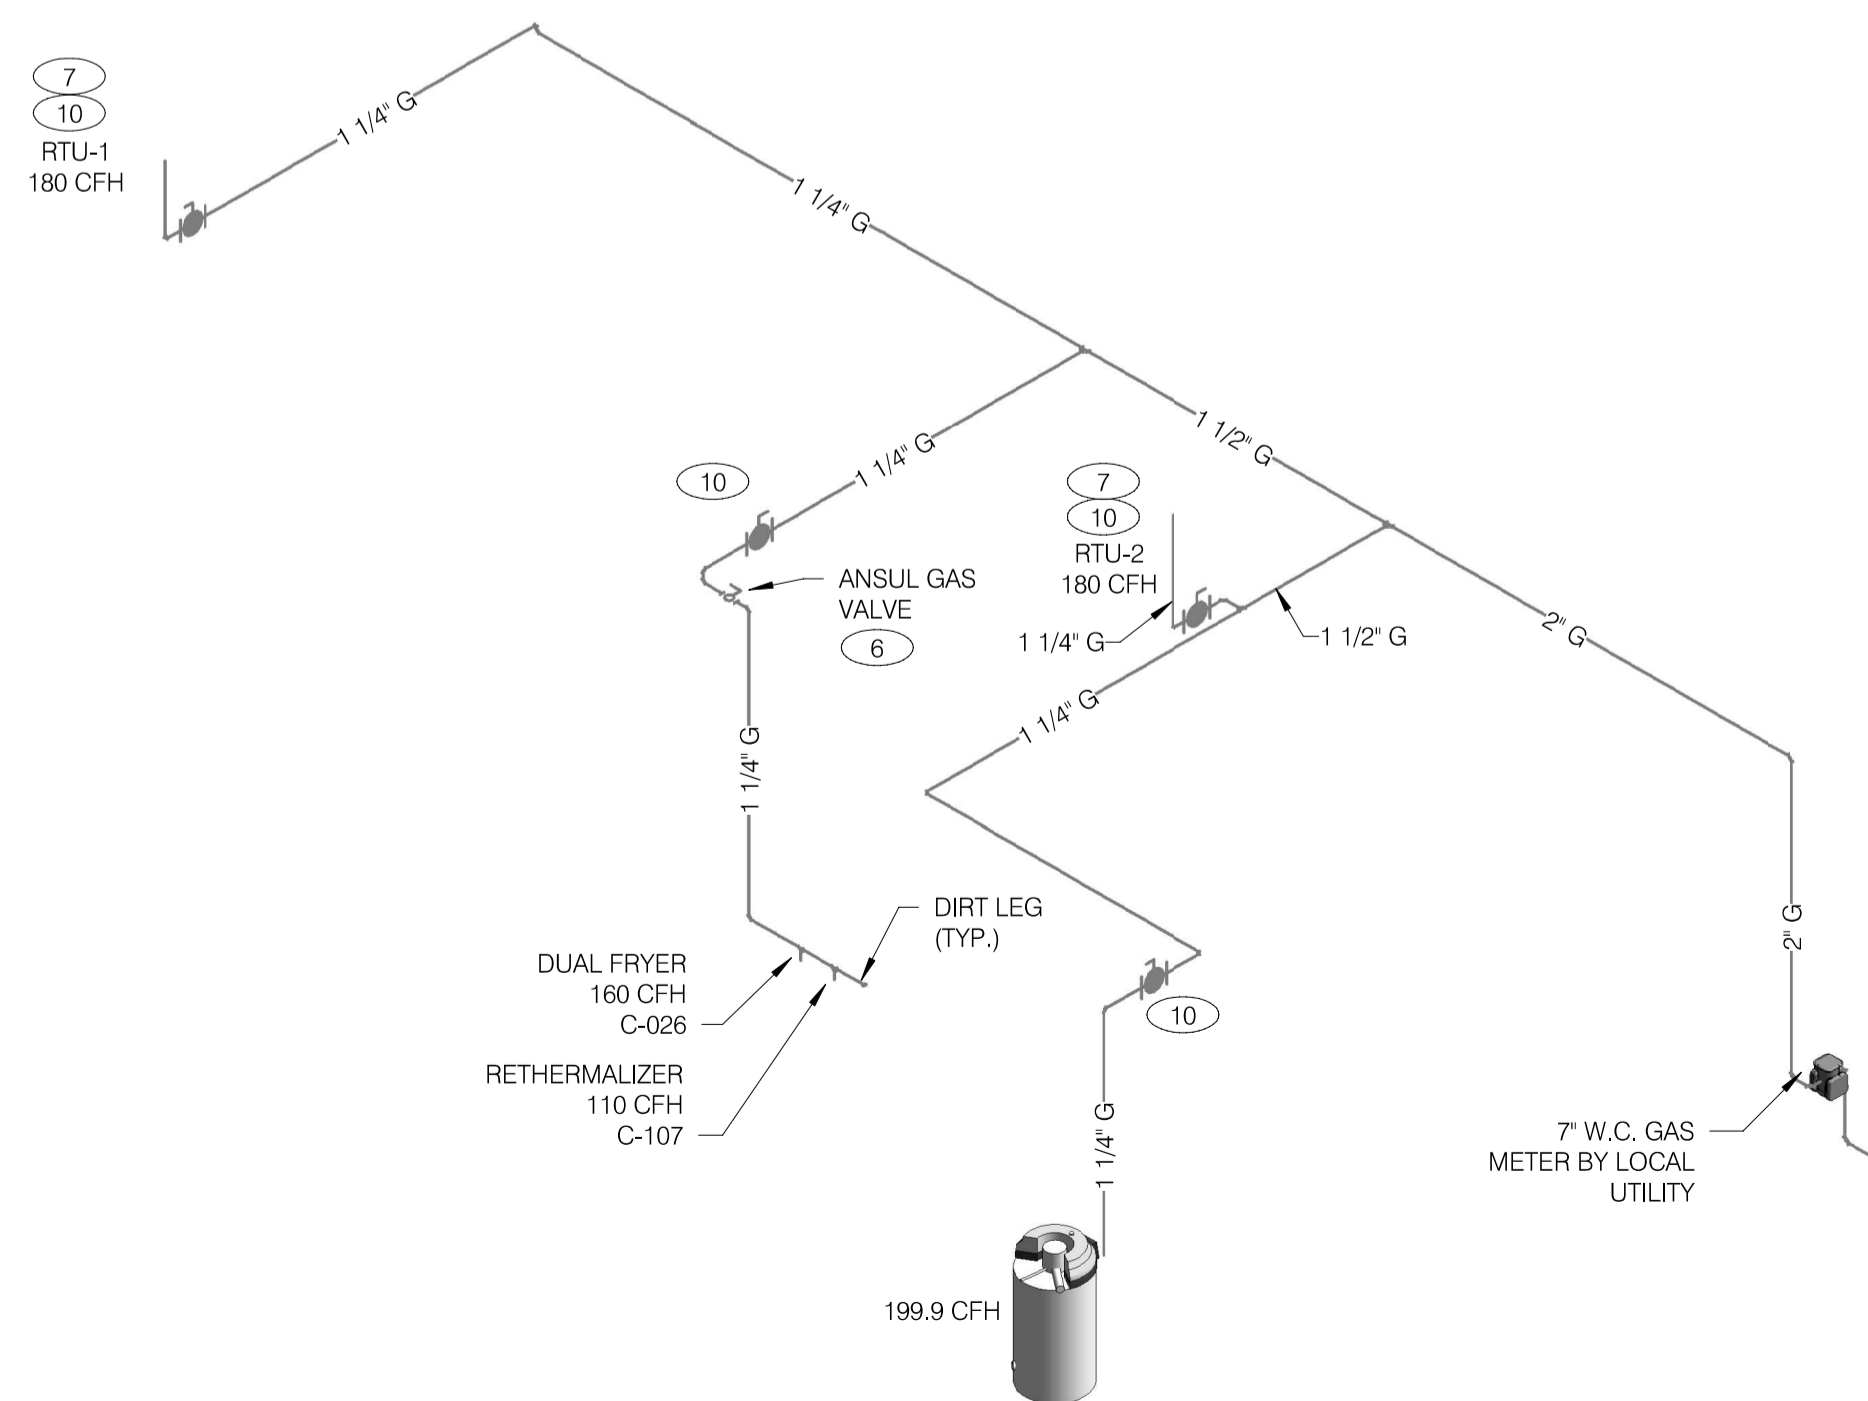 7
10
RTU-1
180 CFH
1 1/4" G
1 1/4" G
1 1/2" G
1 1/4" G
10
7
10
RTU-2
180 CFH
ANSUL GAS
VALVE
6
1 1/4" G
1 1/2" G
2" G
1 1/4" G
1 1/4" G
DIRT LEG
(TYP.)
2" G
DUAL FRYER
160 CFH
C-026
10
RETHERMALIZER
110 CFH
C-107
1 1/4" G
7" W.C. GAS
METER BY LOCAL
UTILITY
199.9 CFH